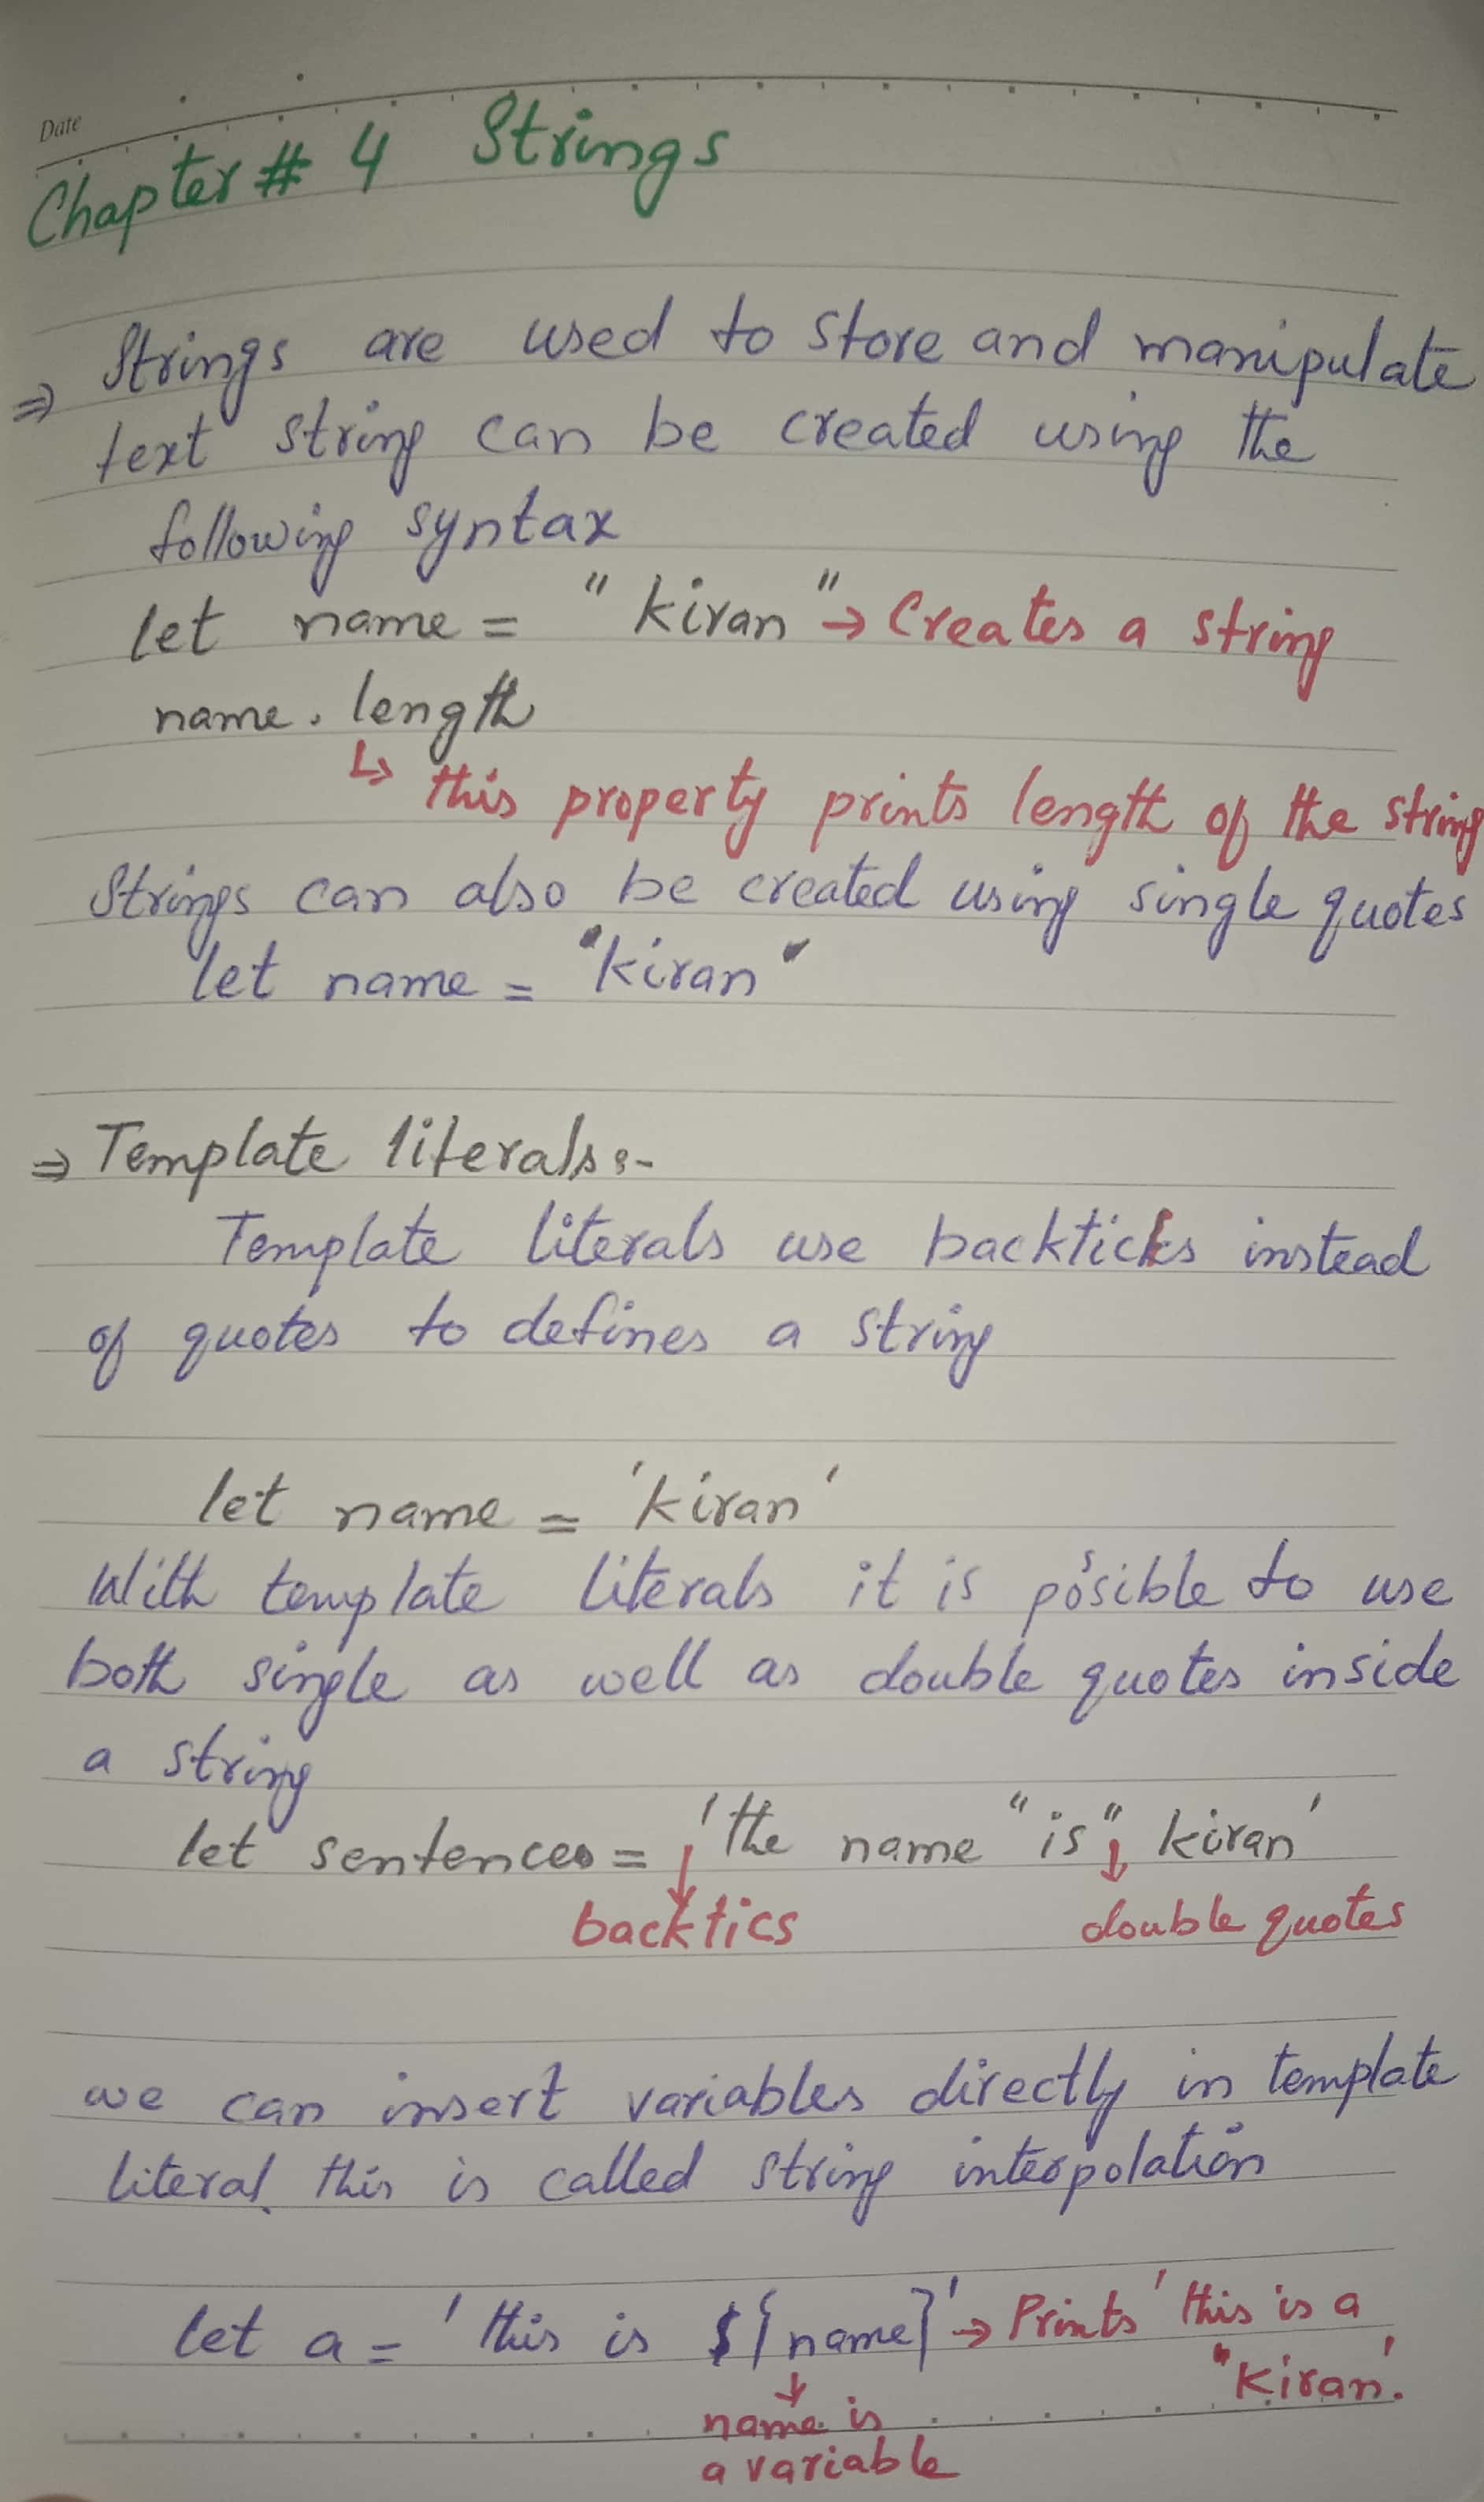 Date
Chapter # 4 Strings
⇒ Strings are used to store and manipulate
text string can be created using the
following syntax
let name = "kiran" → Creates a string
name. length
↳ this property prints length of the string
Strings can also be created using single quotes
let name = "kiran"
⇒ Template literals:-
Template literals use backticks instead
of quotes to defines a string
let name = 'kiran'
With template literals it is possible to use
both single as well as double quotes inside
a string
let sentences = 'the name "is" kiran'
↓ backtics ↓ double quotes
we can insert variables directly in template
literal. this is called string interpolation
let a = 'this is ${name}' → Prints 'this is a
"Kiran'.
↓
name is
a variable